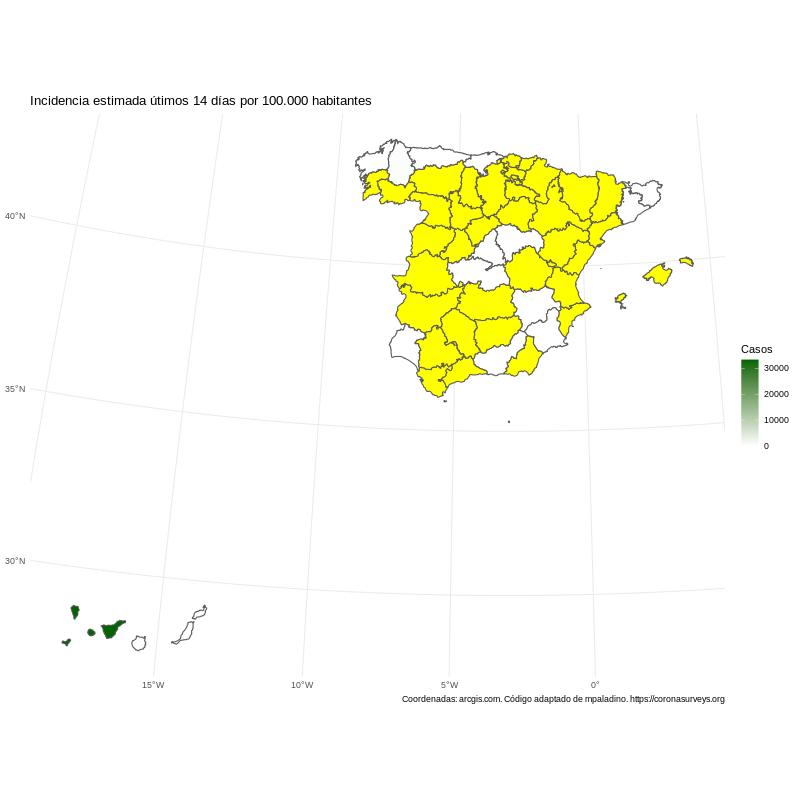 Incidencia estimada útimos 14 días por 100.000 habitantes
40°N
35°N
30°N
15°W
10°W
5°W
0°
Casos
30000
20000
10000
0
Coordenadas: arcgis.com. Código adaptado de mpaladino. https://coronasurveys.org